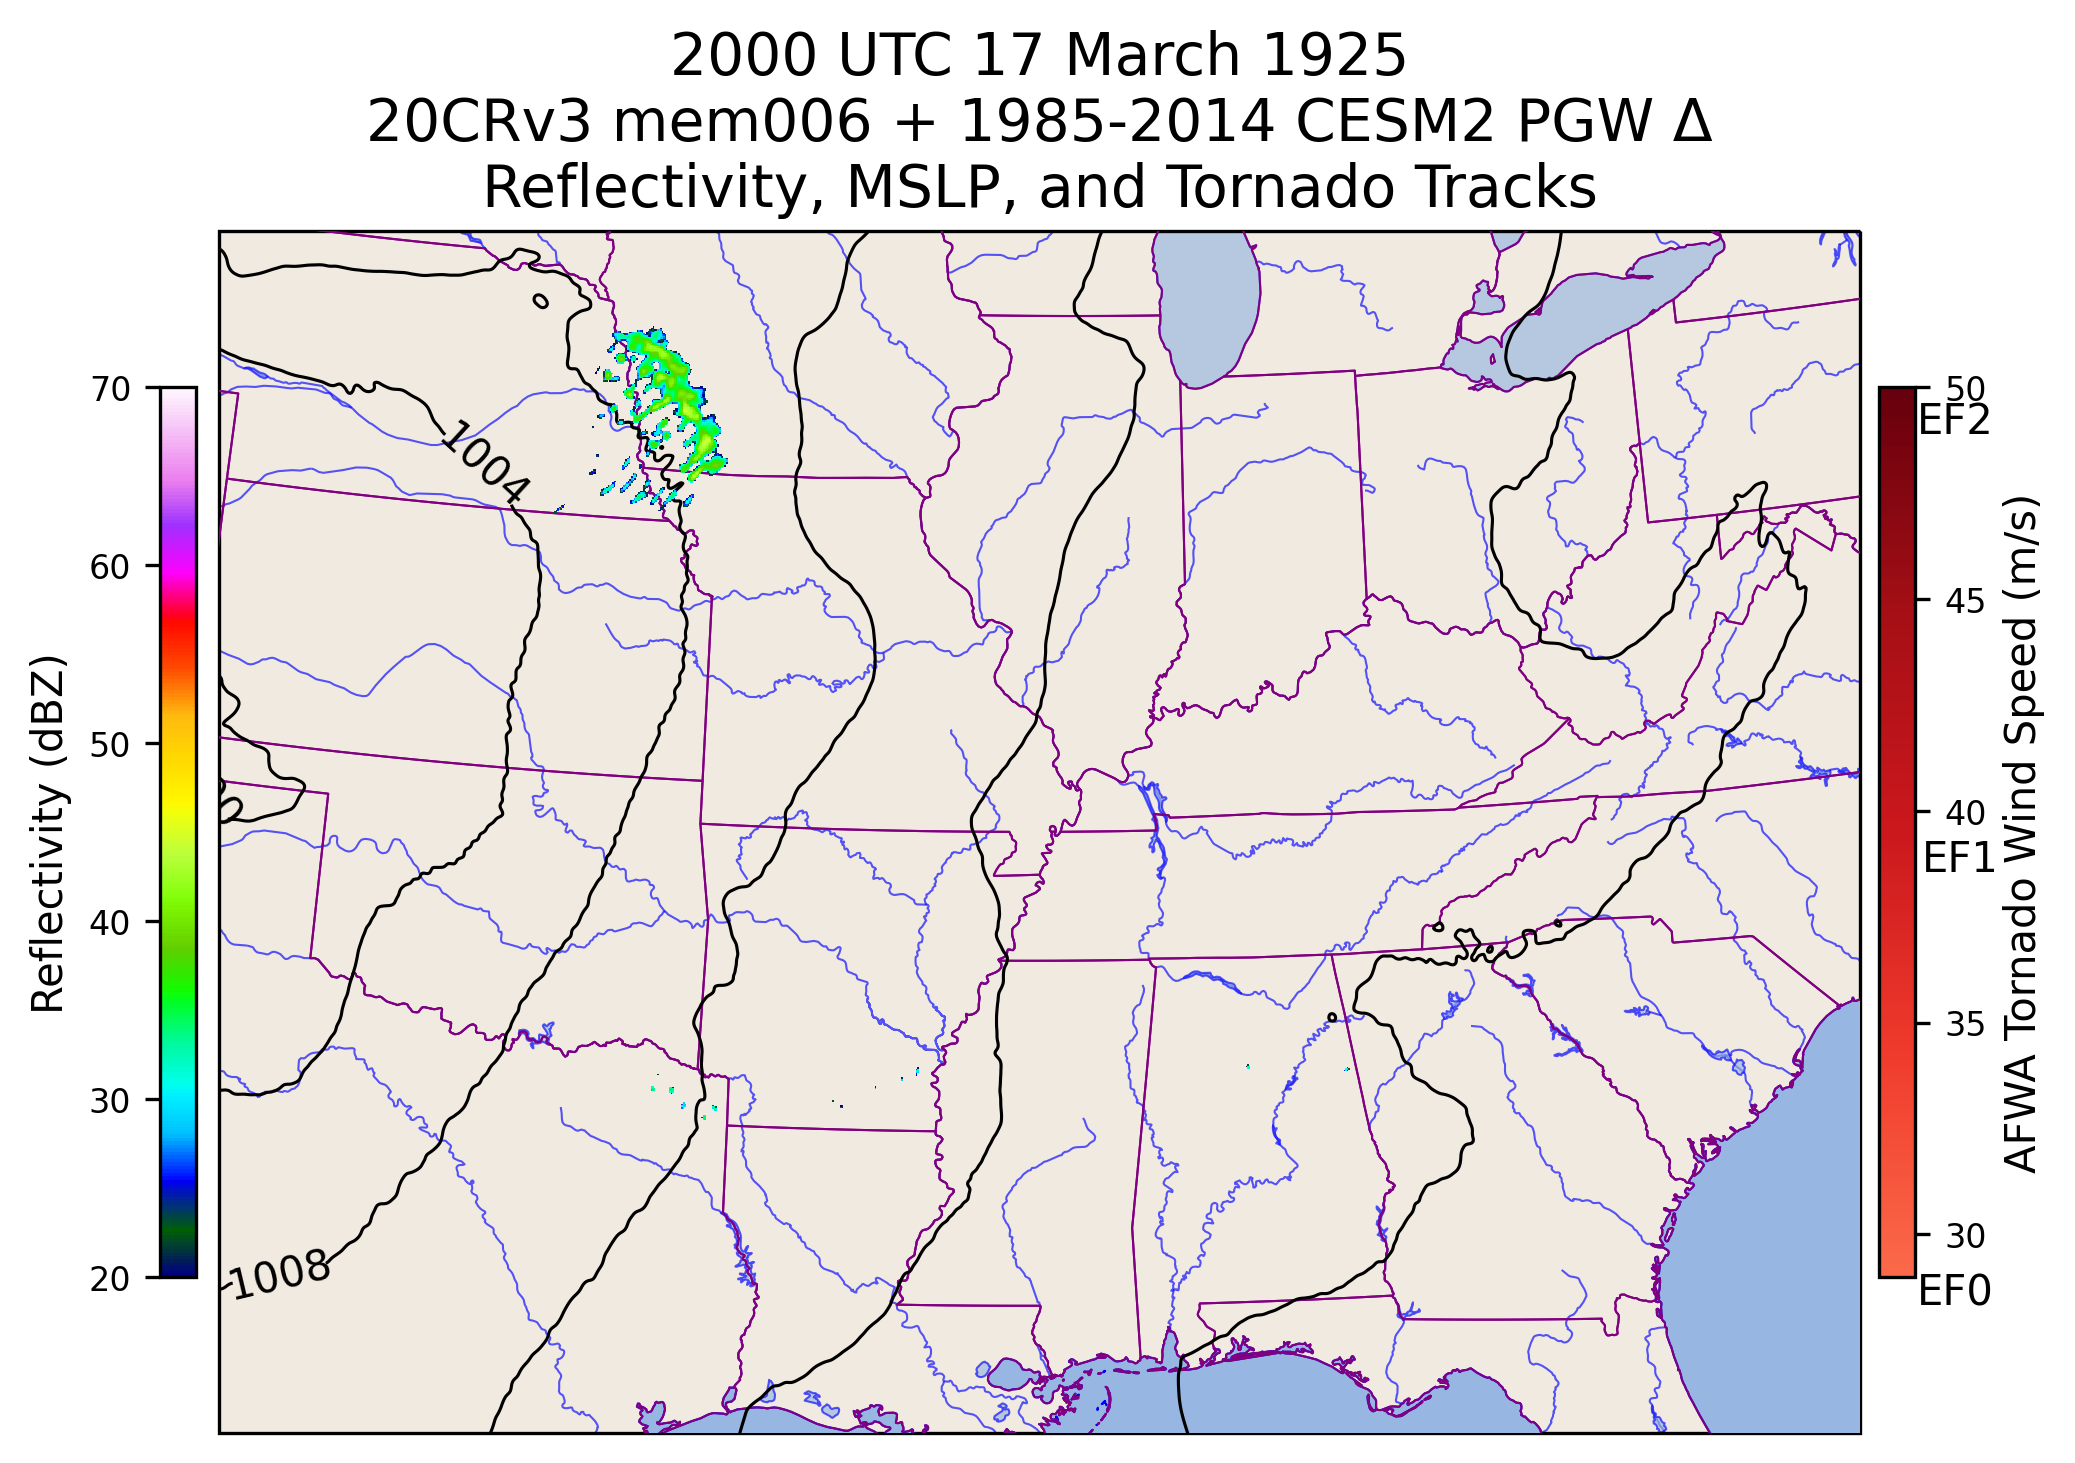 2000 UTC 17 March 1925
20CRv3 mem006 + 1985-2014 CESM2 PGW Δ
Reflectivity, MSLP, and Tornado Tracks
70
60
50
40
30
20
Reflectivity (dBZ)
1004
1008
50
EF2
45
40
EF1
35
30
EF0
AFWA Tornado Wind Speed (m/s)